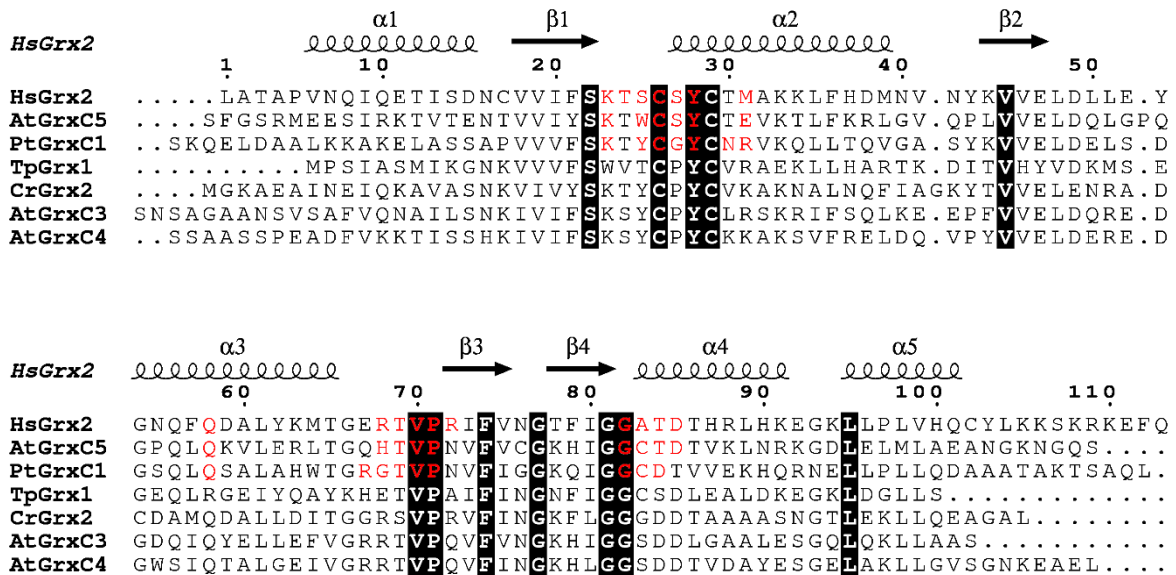 α1 β1 α2 β2
HsGrx2
1 10 20 30 40 50
HsGrx2 .....LATAPVNQIQETISDNCVVIFSKTSCSYCTMAKKLFHDMNV.NYKVVELDLLE.Y
AtGrxC5 ....SFGSRMEESIRKTVTENTVVIYSKTWCSYCTEVKTLFKRLGV.QPLVVELDQLGPQ
PtGrxC1 ..SKQELDAALKKAKELASSAPVVVFSKTYCGYCNRVKQLLTQVGA.SYKVVELDELS.D
TpGrx1 ..........MPSIASMIKGNKVVVFSWVTCPYCVRAEKLLHARTK.DITVHYVDKMS.E
CrGrx2 ....MGKAEAINEIQKAVASNKVIVYSKTYCPYCVKAKNALNQFIAGKYTVVELENRA.D
AtGrxC3 SNSAGAANSVSAFVQNAILSNKIVIFSKSYCPYCLRSKRIFSQLKE.EPFVVELDQRE.D
AtGrxC4 ..SSAASSPEADFVKKTISSHKIVIFSKSYCPYCKKAKSVFRELDQ.VPYVVELDERE.D
α3 β3 β4 α4 α5
HsGrx2
60 70 80 90 100 110
HsGrx2 GNQFQDALYKMTGERTVPRIFVNGTFIGGATDTHRLHKEGKLLPLVHQCYLKKSKRKEFQ
AtGrxC5 GPQLQKVLERLTGQHTVPNVFVCGKHIGGCTDTVKLNRKGDLELMLAEANGKNGQS....
PtGrxC1 GSQLQSALAHWTGRGTVPNVFIGGKQIGGCDTVVEKHQRNELLPLLQDAAATAKTSAQL.
TpGrx1 GEQLRGEIYQAYKHETVPAIFINGNFIGGCSDLEALDKEGKLDGLLS.............
CrGrx2 CDAMQDALLDITGGRSVPRVFINGKFLGGGDDTAAAASNGTLEKLLQEAGAL........
AtGrxC3 GDQIQYELLEFVGRRTVPQVFVNGKHIGGSDDLGAALESGQLQKLLAAS...........
AtGrxC4 GWSIQTALGEIVGRRTVPQVFINGKHLGGSDDTVDAYESGELAKLLGVSGNKEAEL....